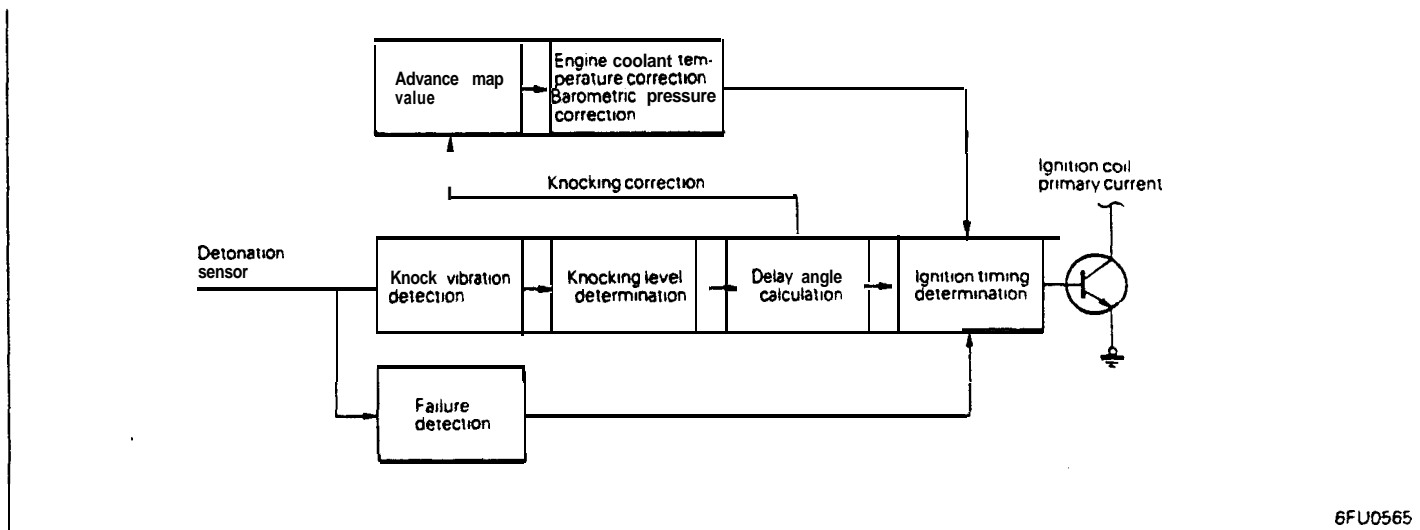 Advance map
value
Engine coolant tem-
perature correction
Barometric pressure
correction
Ignition coil
primary current
Knocking correction
Detonation
sensor
Knock vibration
detection
Knocking level
determination
Delay angle
calculation
Ignition timing
determination
Failure
detection
6FU0565